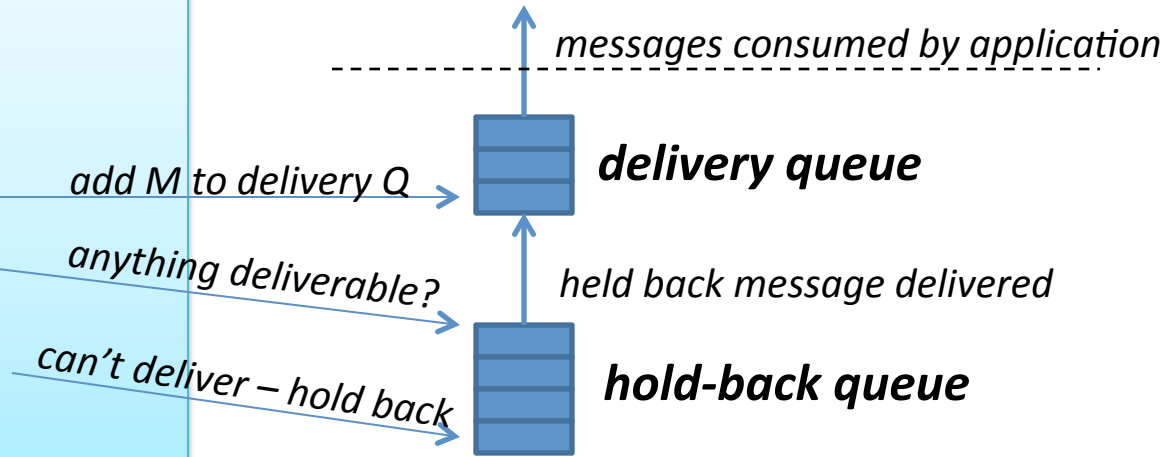 messages consumed by application
delivery queue
add M to delivery Q
anything deliverable?
held back message delivered
can’t deliver – hold back
hold-back queue